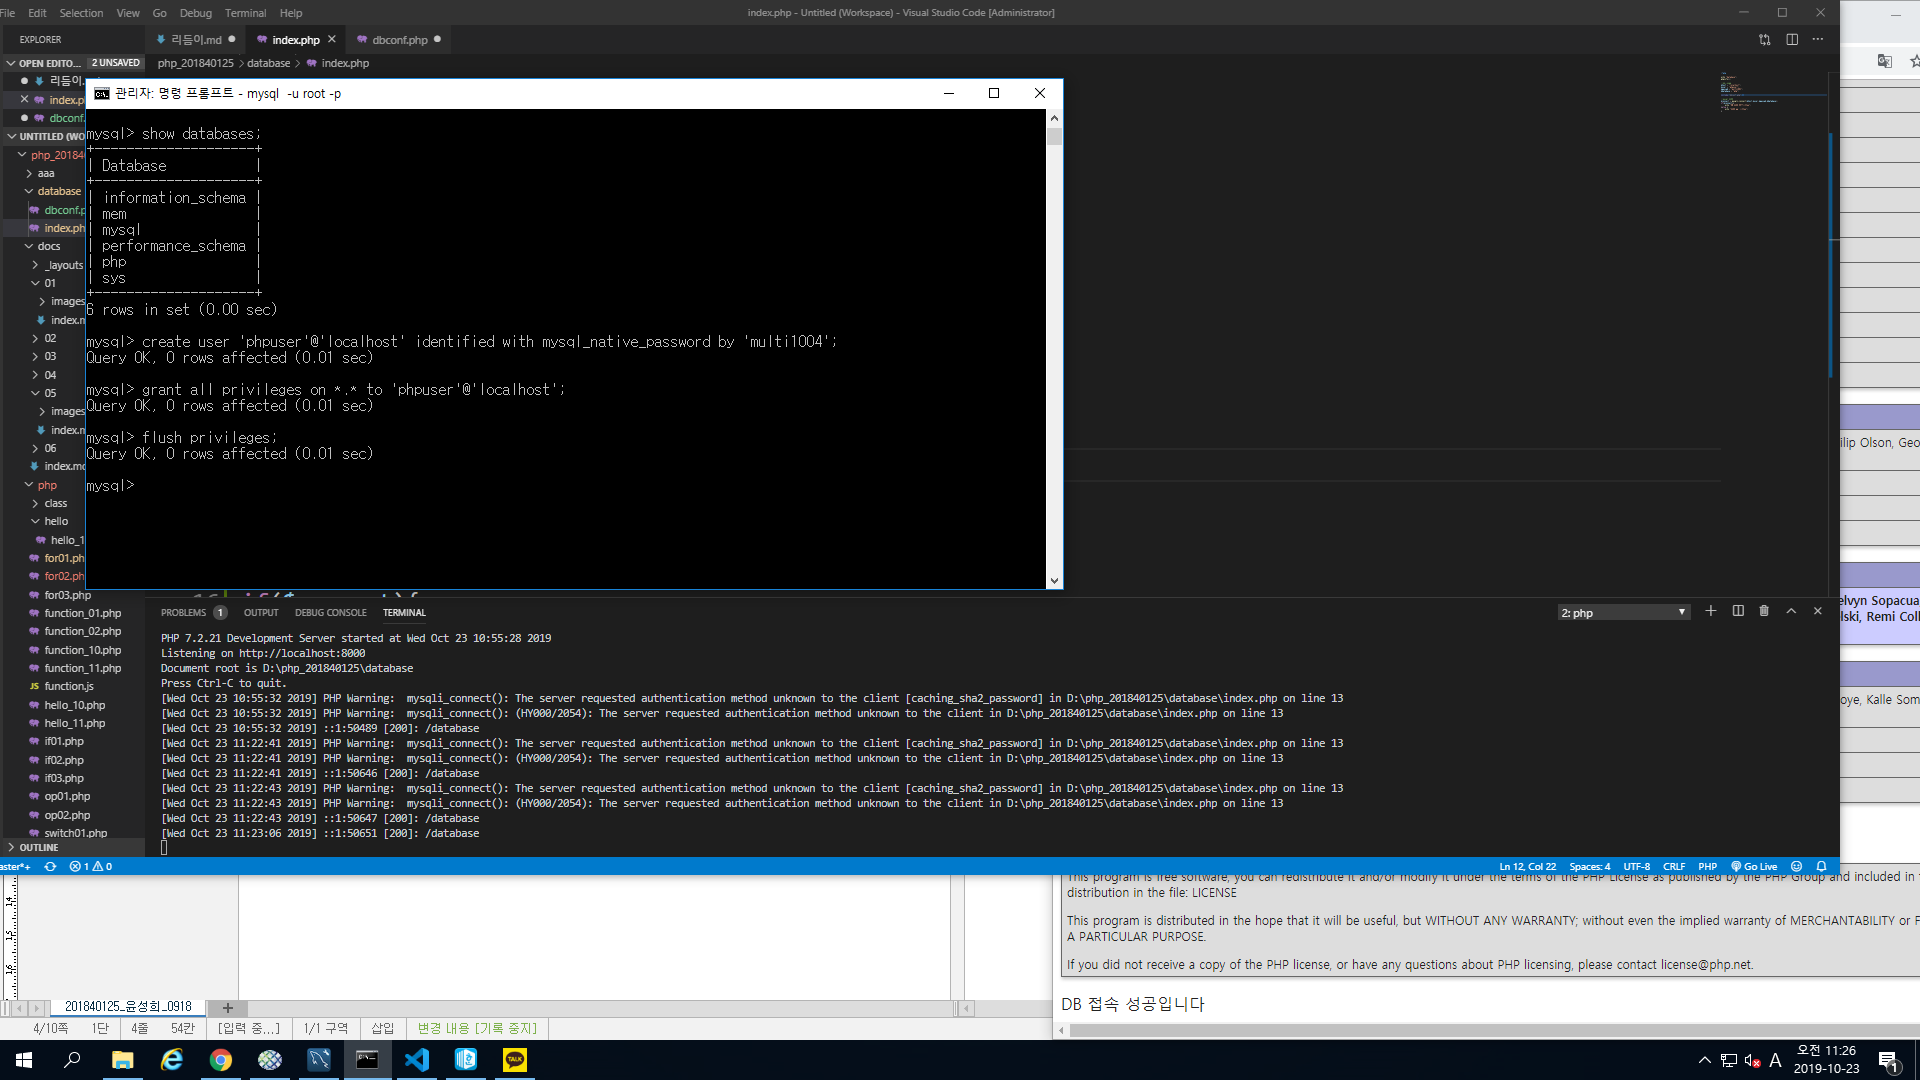 File Edit Selection View Go Debug Terminal Help
index.php - Untitled (Workspace) - Visual Studio Code [Administrator]
EXPLORER
리듬이.md
index.php
dbconf.php
OPEN EDITO... 2 UNSAVED
php_201840125 > database > index.php
리듬이.
index.p
dbconf.
UNTITLED (WO
php_20184
aaa
database
dbconf.p
index.ph
docs
_layouts
01
images
index.m
02
03
04
05
images
index.m
06
index.mc
php
class
hello
hello_1
for01.ph
for02.ph
for03.php
function_01.php
function_02.php
function_10.php
function_11.php
JS function.js
hello_10.php
hello_11.php
if01.php
if02.php
if03.php
op01.php
op02.php
switch01.php
OUTLINE
관리자: 명령 프롬프트 - mysql -u root -p
mysql> show databases;
+--------------------+
| Database           |
+--------------------+
| information_schema |
| mem                |
| mysql              |
| performance_schema |
| php                |
| sys                |
+--------------------+
6 rows in set (0.00 sec)
mysql> create user 'phpuser'@'localhost' identified with mysql_native_password by 'multi1004';
Query OK, 0 rows affected (0.01 sec)
mysql> grant all privileges on *.* to 'phpuser'@'localhost';
Query OK, 0 rows affected (0.01 sec)
mysql> flush privileges;
Query OK, 0 rows affected (0.01 sec)
mysql>
PROBLEMS 1 OUTPUT DEBUG CONSOLE TERMINAL
2: php
PHP 7.2.21 Development Server started at Wed Oct 23 10:55:28 2019
Listening on http://localhost:8000
Document root is D:\php_201840125\database
Press Ctrl-C to quit.
[Wed Oct 23 10:55:32 2019] PHP Warning:  mysqli_connect(): The server requested authentication method unknown to the client [caching_sha2_password] in D:\php_201840125\database\index.php on line 13
[Wed Oct 23 10:55:32 2019] PHP Warning:  mysqli_connect(): (HY000/2054): The server requested authentication method unknown to the client in D:\php_201840125\database\index.php on line 13
[Wed Oct 23 10:55:32 2019] ::1:50489 [200]: /database
[Wed Oct 23 11:22:41 2019] PHP Warning:  mysqli_connect(): The server requested authentication method unknown to the client [caching_sha2_password] in D:\php_201840125\database\index.php on line 13
[Wed Oct 23 11:22:41 2019] PHP Warning:  mysqli_connect(): (HY000/2054): The server requested authentication method unknown to the client in D:\php_201840125\database\index.php on line 13
[Wed Oct 23 11:22:41 2019] ::1:50646 [200]: /database
[Wed Oct 23 11:22:43 2019] PHP Warning:  mysqli_connect(): The server requested authentication method unknown to the client [caching_sha2_password] in D:\php_201840125\database\index.php on line 13
[Wed Oct 23 11:22:43 2019] PHP Warning:  mysqli_connect(): (HY000/2054): The server requested authentication method unknown to the client in D:\php_201840125\database\index.php on line 13
[Wed Oct 23 11:22:43 2019] ::1:50647 [200]: /database
[Wed Oct 23 11:23:06 2019] ::1:50651 [200]: /database
aster*+ 1 0
Ln 12, Col 22 Spaces: 4 UTF-8 CRLF PHP Go Live
ilip Olson, Geo
elvyn Sopacua
lski, Remi Coll
oye, Kalle Som
This program is free software; you can redistribute it and/or modify it under the terms of the PHP License as published by the PHP Group and included in
distribution in the file: LICENSE
This program is distributed in the hope that it will be useful, but WITHOUT ANY WARRANTY; without even the implied warranty of MERCHANTABILITY or F
A PARTICULAR PURPOSE.
If you did not receive a copy of the PHP license, or have any questions about PHP licensing, please contact license@php.net.
DB 접속 성공입니다
14
15
16
201840125_윤성희_0918
4/10쪽 1단 4줄 54칸 [입력 중...] 1/1 구역 삽입 변경 내용 [기록 중지]
TALK
A
오전 11:26
2019-10-23
1